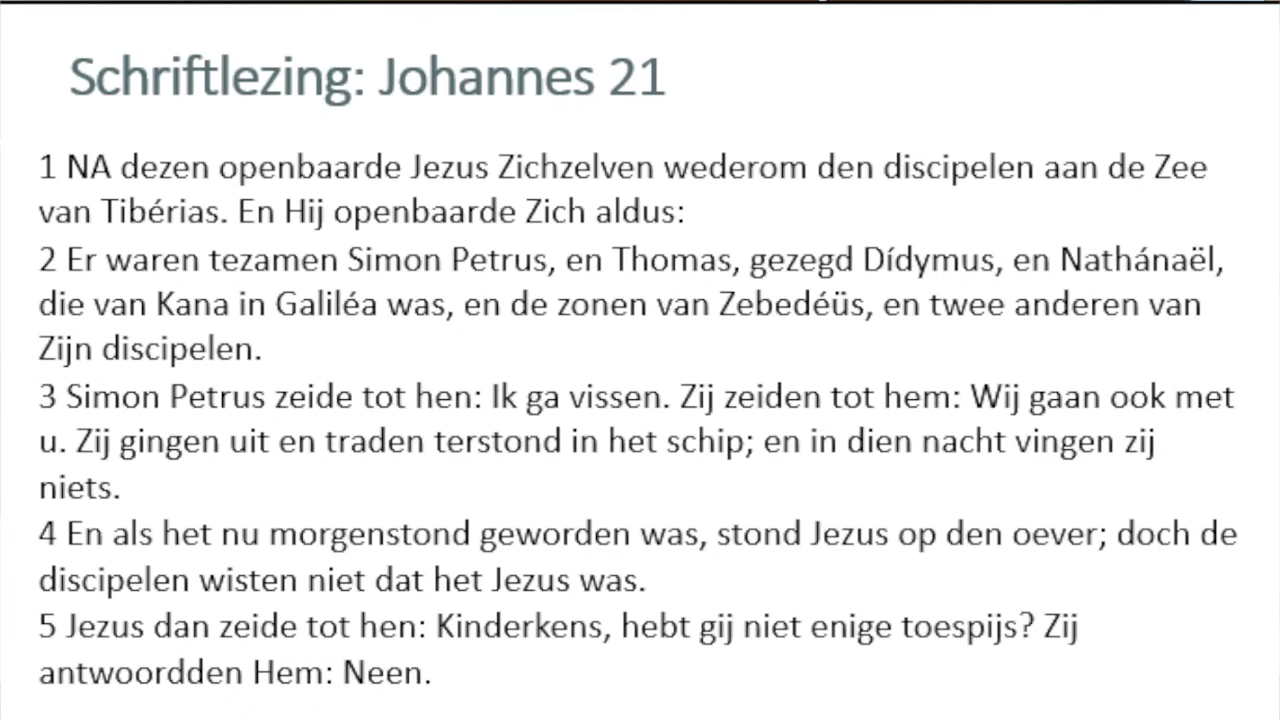 Schriftlezing: Johannes 21
1 NA dezen openbaarde Jezus Zichzelven wederom den discipelen aan de Zee
van Tibérias. En Hij openbaarde Zich aldus:
2 Er waren tezamen Simon Petrus, en Thomas, gezegd Dídymus, en Nathánaël,
die van Kana in Galiléa was, en de zonen van Zebedéüs, en twee anderen van
Zijn discipelen.
3 Simon Petrus zeide tot hen: Ik ga vissen. Zij zeiden tot hem: Wij gaan ook met
u. Zij gingen uit en traden terstond in het schip; en in dien nacht vingen zij
niets.
4 En als het nu morgenstond geworden was, stond Jezus op den oever; doch de
discipelen wisten niet dat het Jezus was.
5 Jezus dan zeide tot hen: Kinderkens, hebt gij niet enige toespijs? Zij
antwoordden Hem: Neen.